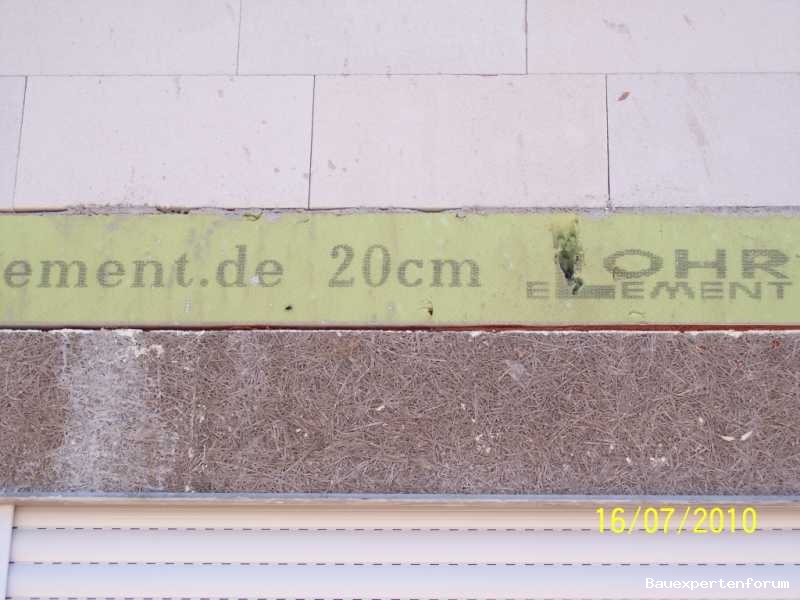 ement.de 20cm LOHR
ELEMENT
16/07/2010
Bauexpertenforum